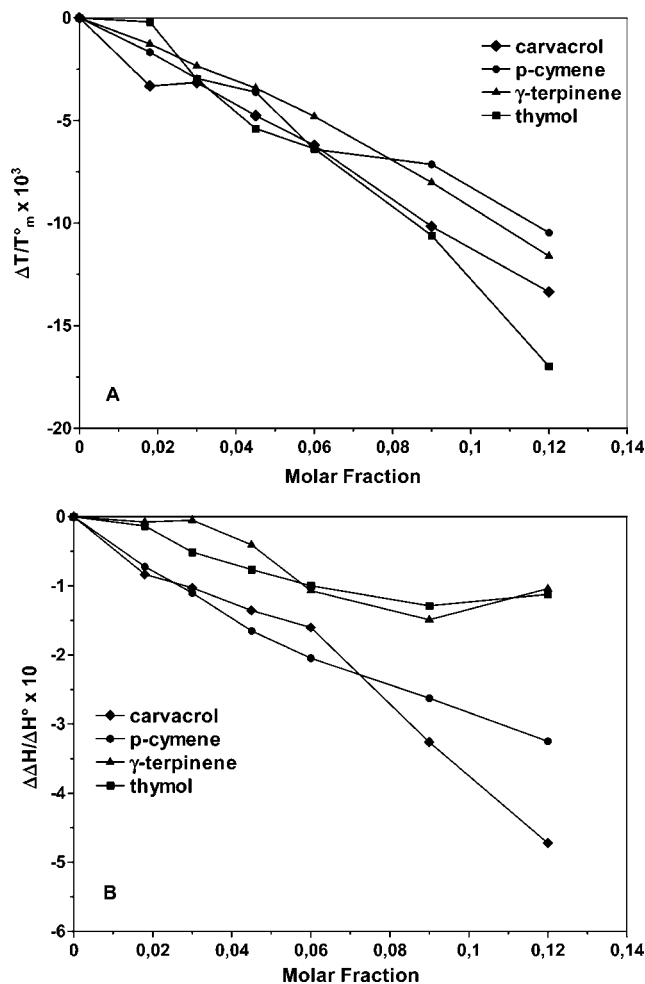 0
-5
-10
-15
-20
ΔT/T°m x 10³
carvacrol
p-cymene
γ-terpinene
thymol
A
0 0,02 0,04 0,06 0,08 0,10 0,12 0,14
Molar Fraction
0
-1
-2
-3
-4
-5
-6
ΔΔH/ΔH° x 10
carvacrol
p-cymene
γ-terpinene
thymol
B
0 0,02 0,04 0,06 0,08 0,10 0,12 0,14
Molar Fraction